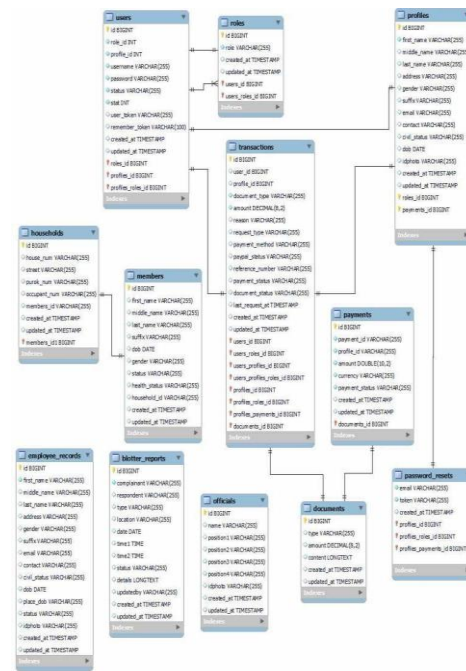 users
id BIGINT
role_id INT
profile_id INT
username VARCHAR(255)
password VARCHAR(255)
status VARCHAR(255)
stat INT
user_token VARCHAR(255)
remember_token VARCHAR(100)
created_at TIMESTAMP
updated_at TIMESTAMP
roles_id BIGINT
profiles_id BIGINT
profiles_roles_id BIGINT
Indexes
roles
id BIGINT
role VARCHAR(255)
created_at TIMESTAMP
updated_at TIMESTAMP
users_id BIGINT
users_roles_id BIGINT
Indexes
profiles
id BIGINT
first_name VARCHAR(255)
middle_name VARCHAR(255)
last_name VARCHAR(255)
address VARCHAR(255)
gender VARCHAR(255)
suffix VARCHAR(255)
email VARCHAR(255)
contact VARCHAR(255)
civil_status VARCHAR(255)
dob DATE
idphoto VARCHAR(255)
created_at TIMESTAMP
updated_at TIMESTAMP
roles_id BIGINT
payments_id BIGINT
Indexes
transactions
id BIGINT
user_id BIGINT
profile_id BIGINT
document_type VARCHAR(255)
amount DECIMAL(8,2)
reason VARCHAR(255)
request_type VARCHAR(255)
payment_method VARCHAR(255)
paypal_status VARCHAR(255)
reference_number VARCHAR(255)
payment_status VARCHAR(255)
document_status VARCHAR(255)
last_request_at TIMESTAMP
created_at TIMESTAMP
updated_at TIMESTAMP
users_id BIGINT
users_roles_id BIGINT
users_profiles_id BIGINT
users_profiles_roles_id BIGINT
profiles_id BIGINT
profiles_roles_id BIGINT
profiles_payments_id BIGINT
documents_id BIGINT
Indexes
households
id BIGINT
house_num VARCHAR(255)
street VARCHAR(255)
purok_num VARCHAR(255)
occupant_num VARCHAR(255)
members_id VARCHAR(255)
created_at TIMESTAMP
updated_at TIMESTAMP
members_id1 BIGINT
Indexes
members
id BIGINT
first_name VARCHAR(255)
middle_name VARCHAR(255)
last_name VARCHAR(255)
suffix VARCHAR(255)
dob DATE
gender VARCHAR(255)
status VARCHAR(255)
health_status VARCHAR(255)
household_id VARCHAR(255)
created_at TIMESTAMP
updated_at TIMESTAMP
Indexes
payments
id BIGINT
payment_id VARCHAR(255)
profile_id VARCHAR(255)
amount DOUBLE(10,2)
currency VARCHAR(255)
payment_status VARCHAR(255)
created_at TIMESTAMP
updated_at TIMESTAMP
documents_id BIGINT
Indexes
employee_records
id BIGINT
first_name VARCHAR(255)
middle_name VARCHAR(255)
last_name VARCHAR(255)
address VARCHAR(255)
gender VARCHAR(255)
suffix VARCHAR(255)
email VARCHAR(255)
contact VARCHAR(255)
civil_status VARCHAR(255)
dob DATE
place_dob VARCHAR(255)
status VARCHAR(255)
idphoto VARCHAR(255)
created_at TIMESTAMP
updated_at TIMESTAMP
Indexes
blotter_reports
id BIGINT
complainant VARCHAR(255)
respondent VARCHAR(255)
type VARCHAR(255)
location VARCHAR(255)
date DATE
time1 TIME
time2 TIME
status VARCHAR(255)
details LONGTEXT
updatedby VARCHAR(255)
created_at TIMESTAMP
updated_at TIMESTAMP
Indexes
officials
id BIGINT
name VARCHAR(255)
position1 VARCHAR(255)
position2 VARCHAR(255)
position3 VARCHAR(255)
position4 VARCHAR(255)
idphoto VARCHAR(255)
created_at TIMESTAMP
updated_at TIMESTAMP
Indexes
documents
id BIGINT
type VARCHAR(255)
amount DECIMAL(8,2)
content LONGTEXT
created_at TIMESTAMP
updated_at TIMESTAMP
Indexes
password_resets
email VARCHAR(255)
token VARCHAR(255)
created_at TIMESTAMP
profiles_id BIGINT
profiles_roles_id BIGINT
profiles_payments_id BIGINT
Indexes